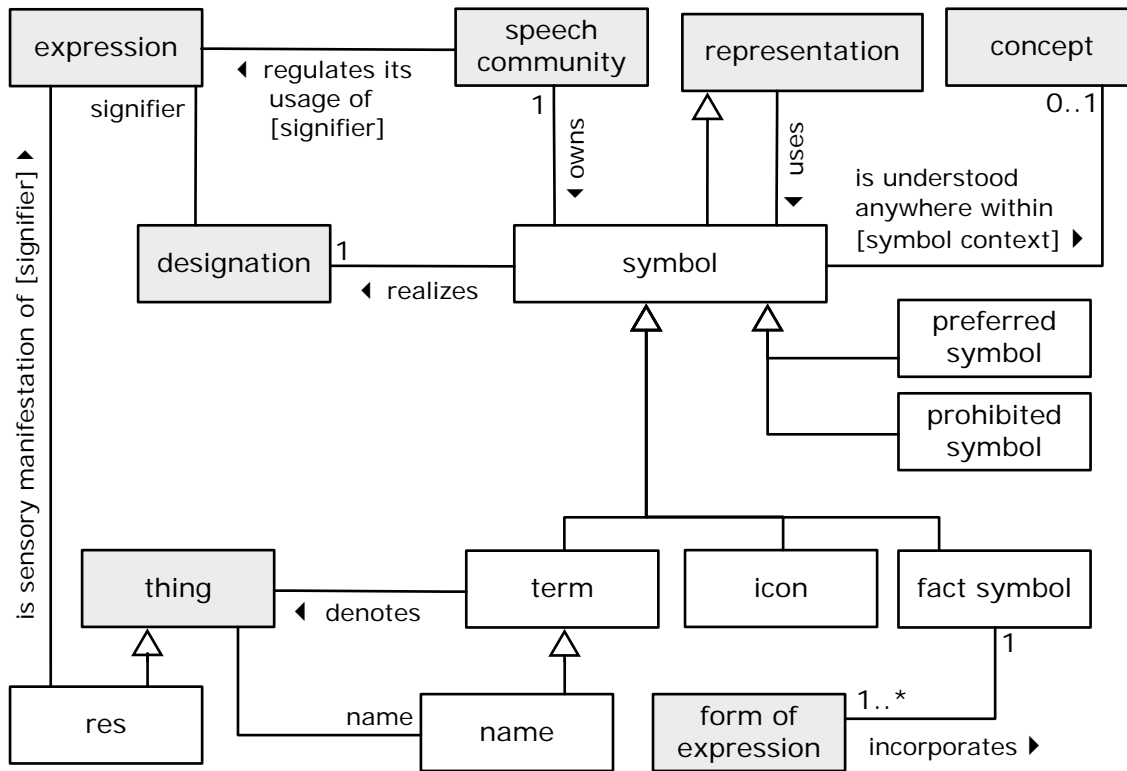 expression
speech
community
representation
concept
◄ regulates its
usage of
[signifier]
signifier
1
0..1
◄ owns
◄ uses
is understood
anywhere within
[symbol context] ►
is sensory manifestation of [signifier] ►
designation
1
symbol
◄ realizes
preferred
symbol
prohibited
symbol
thing
term
icon
fact symbol
◄ denotes
1
res
name
name
form of
expression
1..*
incorporates ►